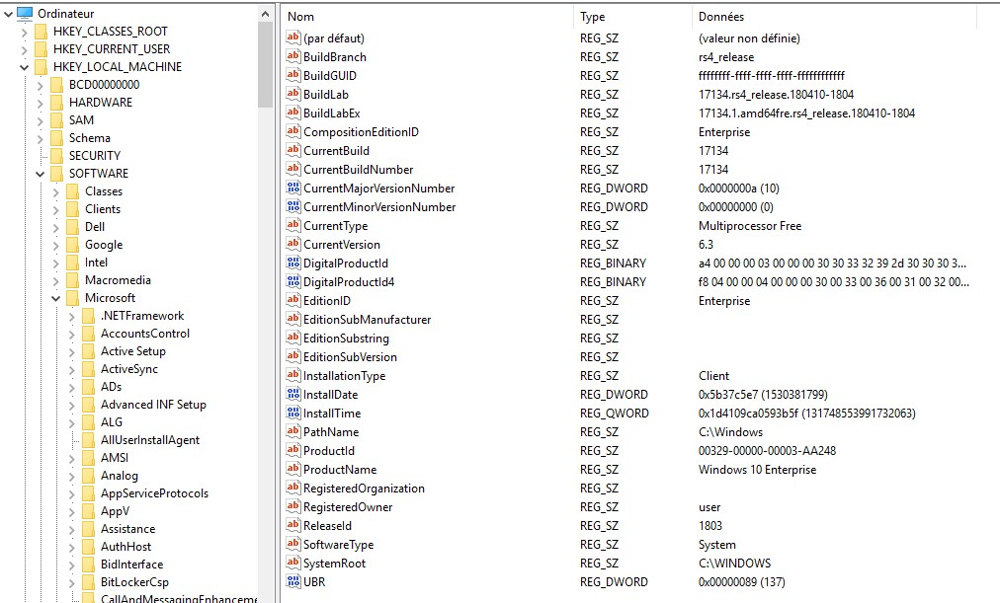 Ordinateur
HKEY_CLASSES_ROOT
HKEY_CURRENT_USER
HKEY_LOCAL_MACHINE
BCD00000000
HARDWARE
SAM
Schema
SECURITY
SOFTWARE
Classes
Clients
Dell
Google
Intel
Macromedia
Microsoft
.NETFramework
AccountsControl
Active Setup
ActiveSync
ADs
Advanced INF Setup
ALG
AllUserInstallAgent
AMSI
Analog
AppServiceProtocols
AppV
Assistance
AuthHost
BidInterface
BitLockerCsp
CallAndMessagingEnhanceme
Nom Type Données
(par défaut) REG_SZ (valeur non définie)
BuildBranch REG_SZ rs4_release
BuildGUID REG_SZ ffffffff-ffff-ffff-ffff-ffffffffffff
BuildLab REG_SZ 17134.rs4_release.180410-1804
BuildLabEx REG_SZ 17134.1.amd64fre.rs4_release.180410-1804
CompositionEditionID REG_SZ Enterprise
CurrentBuild REG_SZ 17134
CurrentBuildNumber REG_SZ 17134
CurrentMajorVersionNumber REG_DWORD 0x0000000a (10)
CurrentMinorVersionNumber REG_DWORD 0x00000000 (0)
CurrentType REG_SZ Multiprocessor Free
CurrentVersion REG_SZ 6.3
DigitalProductId REG_BINARY a4 00 00 00 03 00 00 00 30 30 33 32 39 2d 30 30 30 3...
DigitalProductId4 REG_BINARY f8 04 00 00 04 00 00 00 30 00 33 00 36 00 31 00 32 00...
EditionID REG_SZ Enterprise
EditionSubManufacturer REG_SZ
EditionSubstring REG_SZ
EditionSubVersion REG_SZ
InstallationType REG_SZ Client
InstallDate REG_DWORD 0x5b37c5e7 (1530381799)
InstallTime REG_QWORD 0x1d4109ca0593b5f (131748553991732063)
PathName REG_SZ C:\Windows
ProductId REG_SZ 00329-00000-00003-AA248
ProductName REG_SZ Windows 10 Enterprise
RegisteredOrganization REG_SZ
RegisteredOwner REG_SZ user
ReleaseId REG_SZ 1803
SoftwareType REG_SZ System
SystemRoot REG_SZ C:\WINDOWS
UBR REG_DWORD 0x00000089 (137)